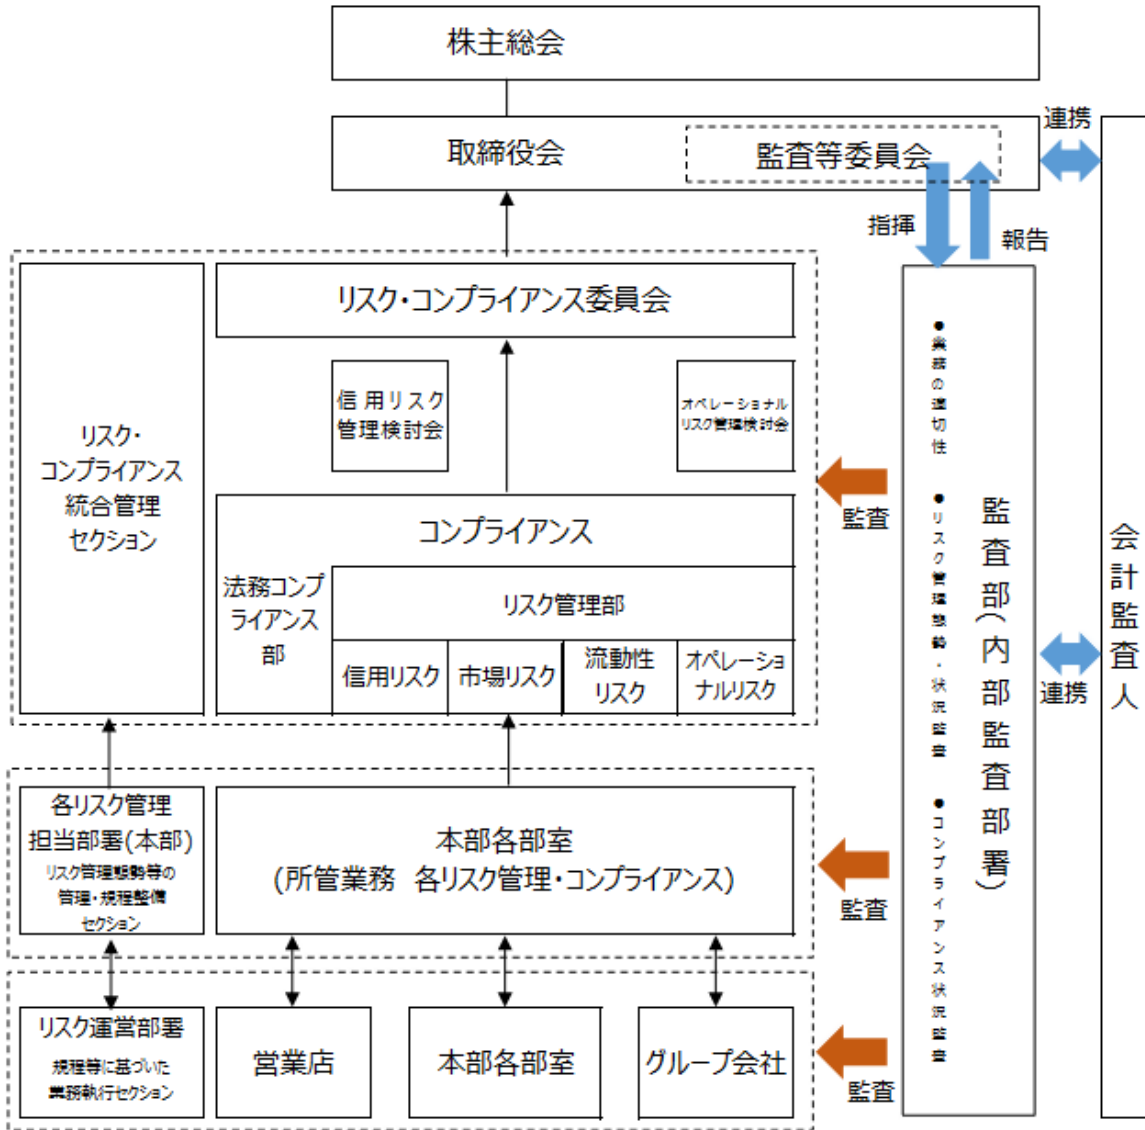 株主総会
取締役会
監査等委員会
連携
指揮
報告
リスク・コンプライアンス委員会
信用リスク
管理検討会
オペレーショナル
リスク管理検討会
リスク・
コンプライアンス
統合管理
セクション
コンプライアンス
法務コンプ
ライアンス
部
リスク管理部
信用リスク
市場リスク
流動性
リスク
オペレーショ
ナルリスク
監査
各リスク管理
担当部署(本部)
リスク管理態勢等の
管理・規程整備
セクション
本部各部室
(所管業務 各リスク管理・コンプライアンス)
監査
リスク運営部署
規程等に基づいた
業務執行セクション
営業店
本部各部室
グループ会社
監査
監査部(内部監査部署)
●業務の適切性 ●リスク管理態勢・状況監査 ●コンプライアンス状況監査
連携
会計監査人